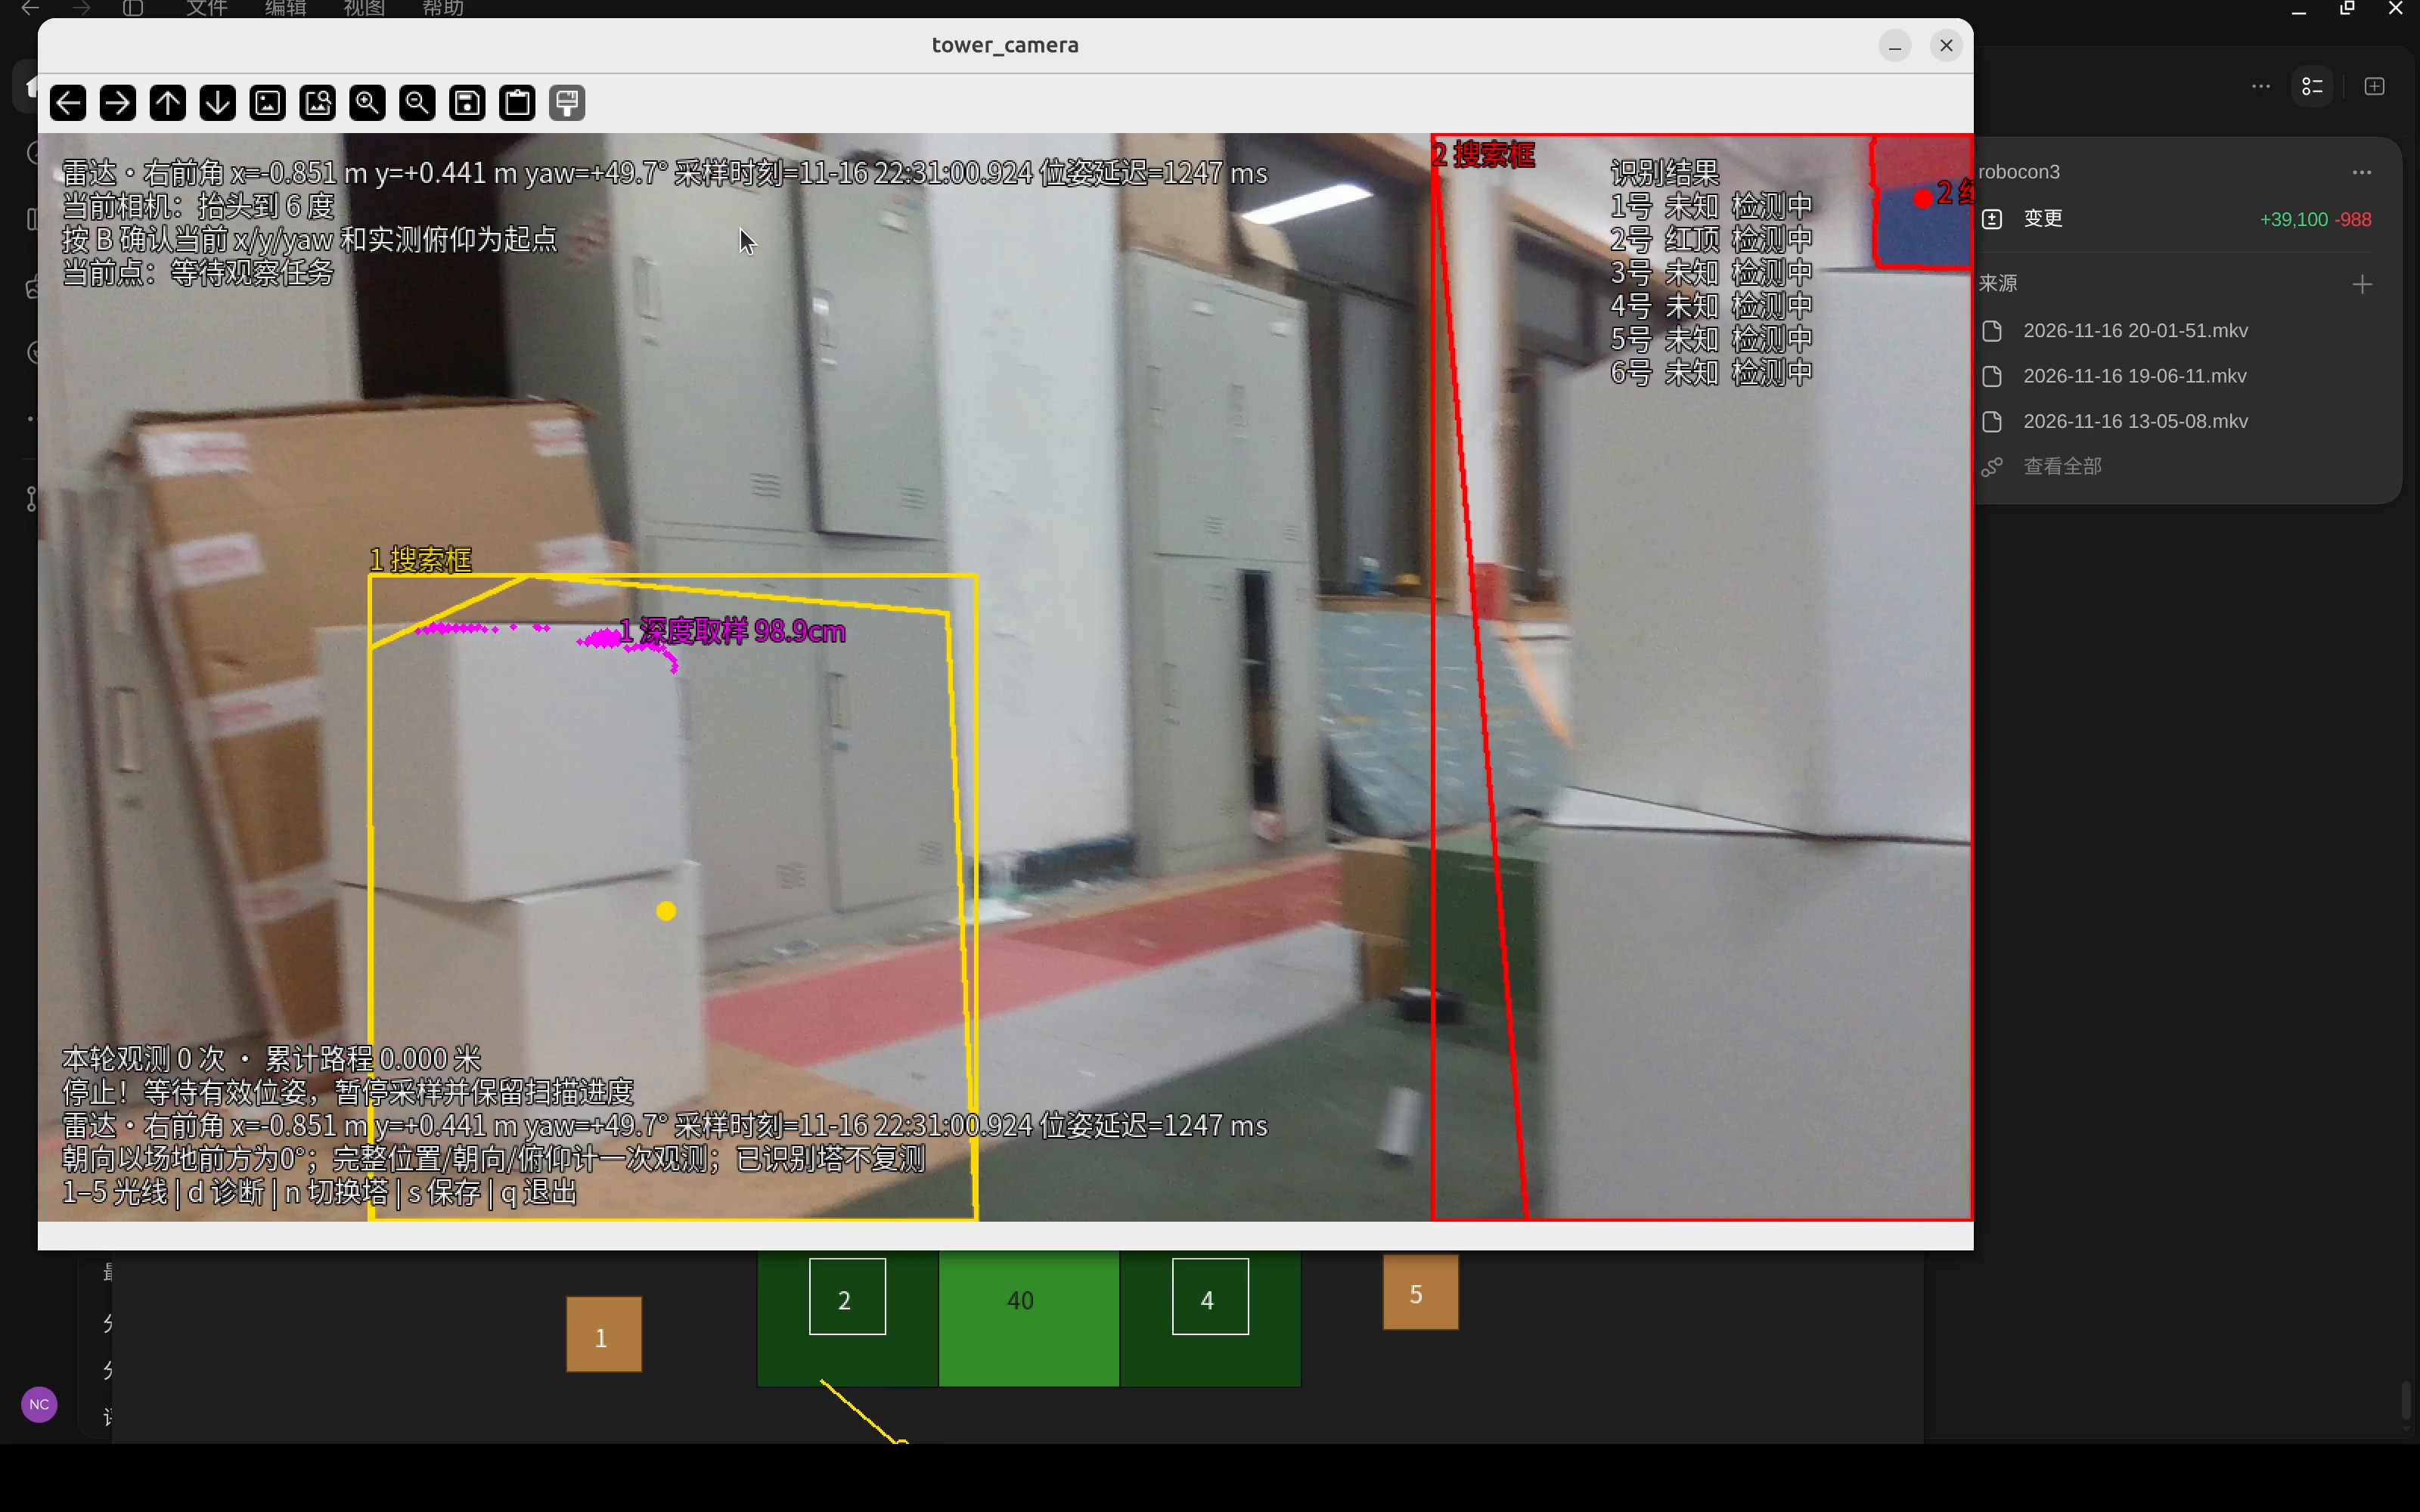 文件 编辑 视图 帮助
tower_camera
雷达・右前角 x=-0.851 m y=+0.441 m yaw=+49.7° 采样时刻=11-16 22:31:00.924 位姿延迟=1247 ms
当前相机：抬头到 6 度
按 B 确认当前 x/y/yaw 和实测俯仰为起点
当前点：等待观察任务
2 搜索框
识别结果
1号 未知 检测中
2号 红顶 检测中
3号 未知 检测中
4号 未知 检测中
5号 未知 检测中
6号 未知 检测中
2 红
1 搜索框
1 深度取样 98.9cm
本轮观测 0 次 ・ 累计路程 0.000 米
停止！等待有效位姿，暂停采样并保留扫描进度
雷达・右前角 x=-0.851 m y=+0.441 m yaw=+49.7° 采样时刻=11-16 22:31:00.924 位姿延迟=1247 ms
朝向以场地前方为0°；完整位置/朝向/俯仰计一次观测；已识别塔不复测
1–5 光线 | d 诊断 | n 切换塔 | s 保存 | q 退出
robocon3
变更 +39,100 -988
来源
2026-11-16 20-01-51.mkv
2026-11-16 19-06-11.mkv
2026-11-16 13-05-08.mkv
查看全部
2
40
4
5
1
NC